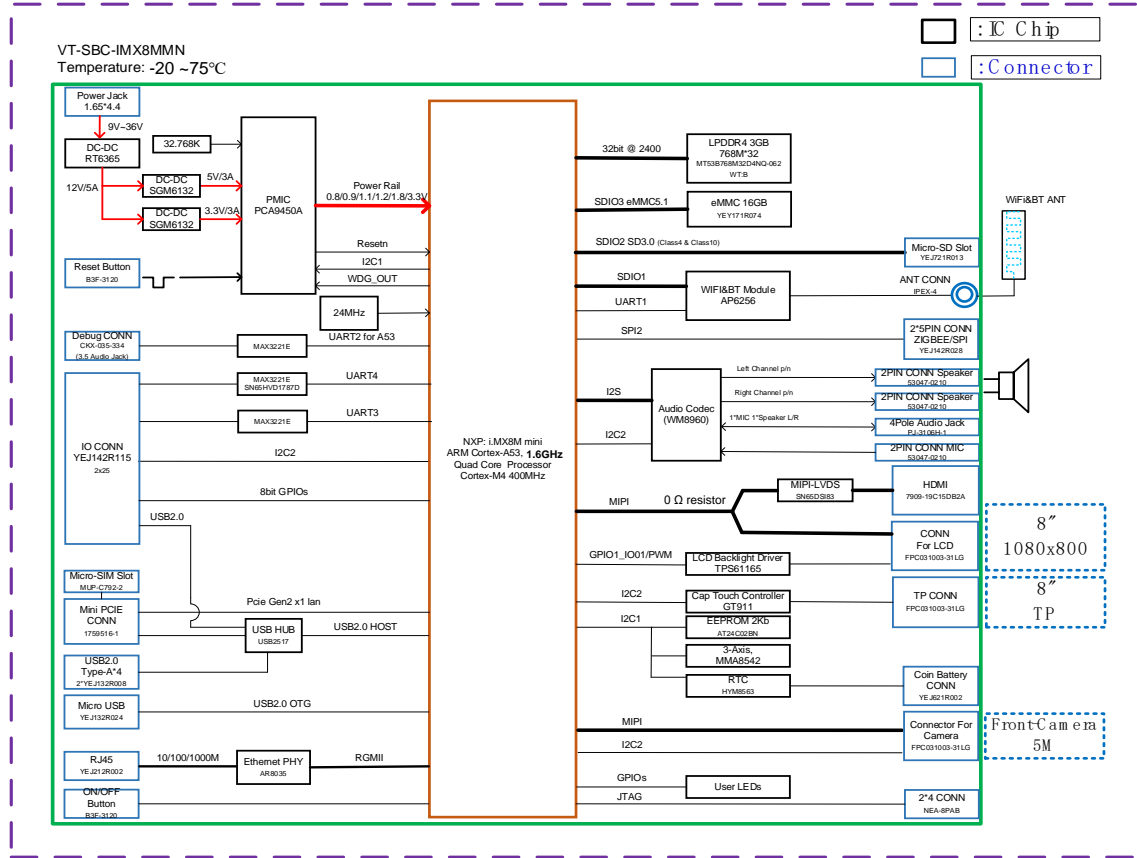 : IC Chip
: Connector
VT-SBC-IMX8MMN
Temperature: -20 ~75℃
Power Jack
1.65*4.4
9V~36V
DC-DC
RT6365
12V/5A
32.768K
DC-DC
SGM6132
5V/3A
DC-DC
SGM6132
3.3V/3A
PMIC
PCA9450A
Power Rail
0.8/0.9/1.1/1.2/1.8/3.3V
Resetn
I2C1
WDG_OUT
Reset Button
B3F-3120
24MHz
Debug CONN
CKX-035-334
(3.5 Audio Jack)
MAX3221E
UART2 for A53
MAX3221E
SN65HVD1787D
UART4
MAX3221E
UART3
IO CONN
YEJ142R115
2x25
I2C2
8bit GPIOs
USB2.0
Micro-SIM Slot
MUP-C792-2
Mini PCIE
CONN
1759516-1
Pcie Gen2 x1 lan
USB HUB
USB2517
USB2.0 HOST
USB2.0
Type-A*4
2*YEJ132R008
Micro USB
YEJ132R024
USB2.0 OTG
RJ45
YEJ212R002
10/100/1000M
Ethernet PHY
AR8035
RGMII
ON/OFF
Button
B3F-3120
NXP: i.MX8M mini
ARM Cortex-A53, 1.6GHz
Quad Core Processor
Cortex-M4 400MHz
32bit @ 2400
LPDDR4 3GB
768M*32
MT53B768M32D4NQ-062
WT:B
SDIO3 eMMC5.1
eMMC 16GB
YEY171R074
SDIO2 SD3.0 (Class4 & Class10)
Micro-SD Slot
YEJ721R013
WiFi&BT ANT
SDIO1
UART1
WIFI&BT Module
AP6256
ANT CONN
IPEX-4
SPI2
2*5PIN CONN
ZIGBEE/SPI
YEJ142R028
I2S
I2C2
Audio Codec
(WM8960)
Left Channel p/n
2PIN CONN Speaker
53047-0210
Right Channel p/n
2PIN CONN Speaker
53047-0210
1*MIC 1*Speaker L/R
4Pole Audio Jack
PJ-3106H-1
2PIN CONN MIC
53047-0210
MIPI
0 Ω resistor
MIPI-LVDS
SN65DSI83
HDMI
7909-19C15DB2A
CONN
For LCD
FPC031003-31LG
8″
1080x800
GPIO1_IO01/PWM
LCD Backlight Driver
TPS61165
I2C2
Cap Touch Controller
GT911
TP CONN
FPC031003-31LG
8″
TP
I2C1
EEPROM 2Kb
AT24C02BN
3-Axis,
MMA8542
RTC
HYM8563
Coin Battery
CONN
YEJ621R002
MIPI
I2C2
Connector For
Camera
FPC031003-31LG
Front-Camera
5M
GPIOs
User LEDs
JTAG
2*4 CONN
NEA-8PAB